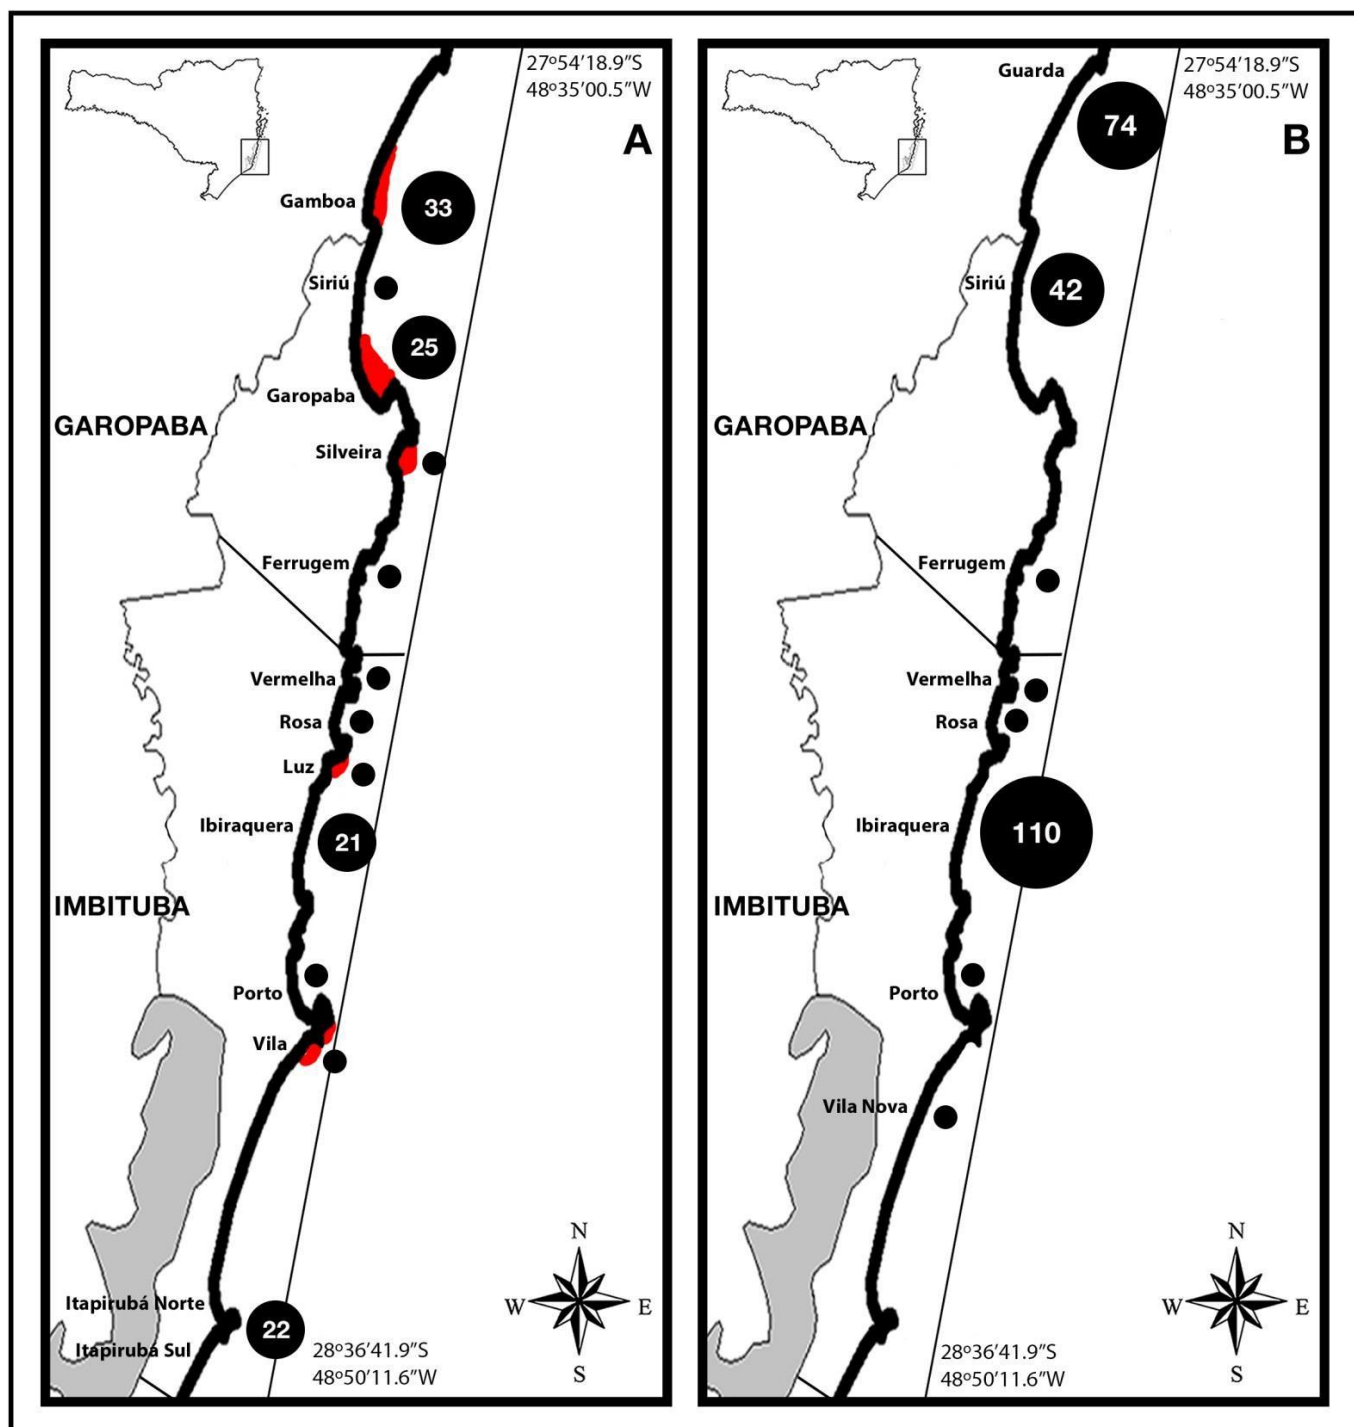 27º54’18.9”S
48º35’00.5”W
A
Gamboa
33
Siriú
25
Garopaba
GAROPABA
Silveira
Ferrugem
Vermelha
Rosa
Luz
Ibiraquera
21
IMBITUBA
Porto
Vila
N
W
E
S
Itapirubá Norte
22
Itapirubá Sul
28º36’41.9”S
48º50’11.6”W
Guarda
27º54’18.9”S
48º35’00.5”W
74
B
Siriú
42
GAROPABA
Ferrugem
Vermelha
Rosa
Ibiraquera
110
IMBITUBA
Porto
Vila Nova
N
W
E
S
28º36’41.9”S
48º50’11.6”W